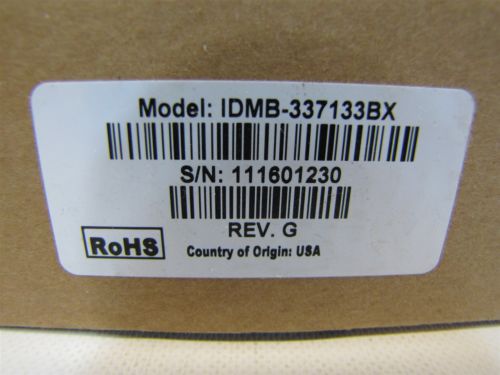 Model: IDMB-337133BX
S/N: 111601230
REV. G
RoHS
Country of Origin: USA